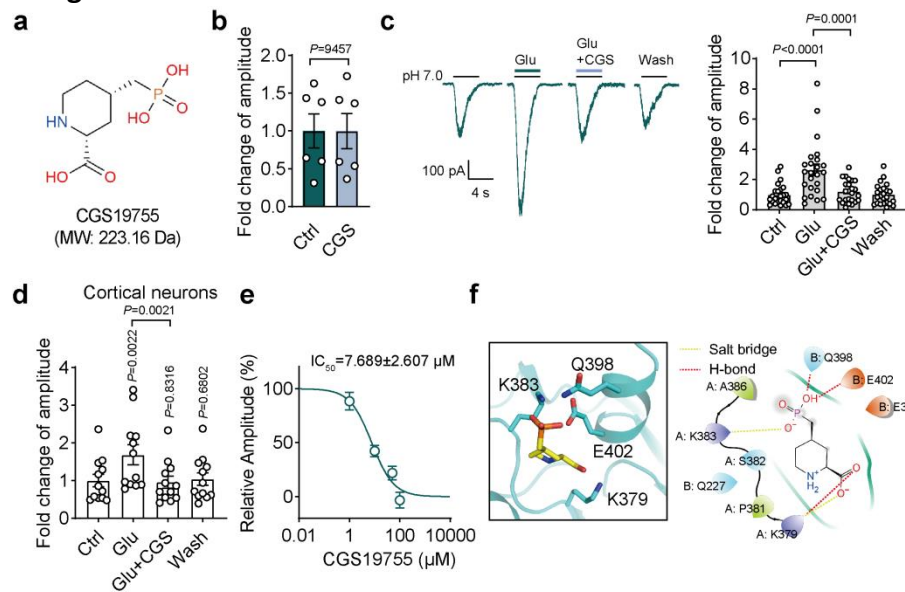 a
OH
P
OH
O
HO
NH
HO
O
CGS19755
(MW: 223.16 Da)
b
P=9457
Fold change of amplitude
2.0
1.5
1.0
0.5
0.0
Ctrl
CGS
c
pH 7.0
Glu
Glu
+CGS
Wash
100 pA
4 s
P=0.0001
P<0.0001
Fold change of amplitude
10
8
6
4
2
0
Ctrl
Glu
Glu+CGS
Wash
d
Cortical neurons
P=0.0021
P=0.0022
P=0.8316
P=0.6802
Fold change of amplitude
4
3
2
1
0
Ctrl
Glu
Glu+CGS
Wash
e
IC50=7.689±2.607 µM
Relative Amplitude (%)
100
50
0
0.01
1
100
10000
CGS19755 (µM)
f
Q398
K383
E402
K379
Salt bridge
H-bond
B: Q398
B: E402
B: E3
A: A386
A: K383
A: S382
B: Q227
A: P381
A: K379
OH
O
P
O⁻
N⁺
H2
O
O⁻